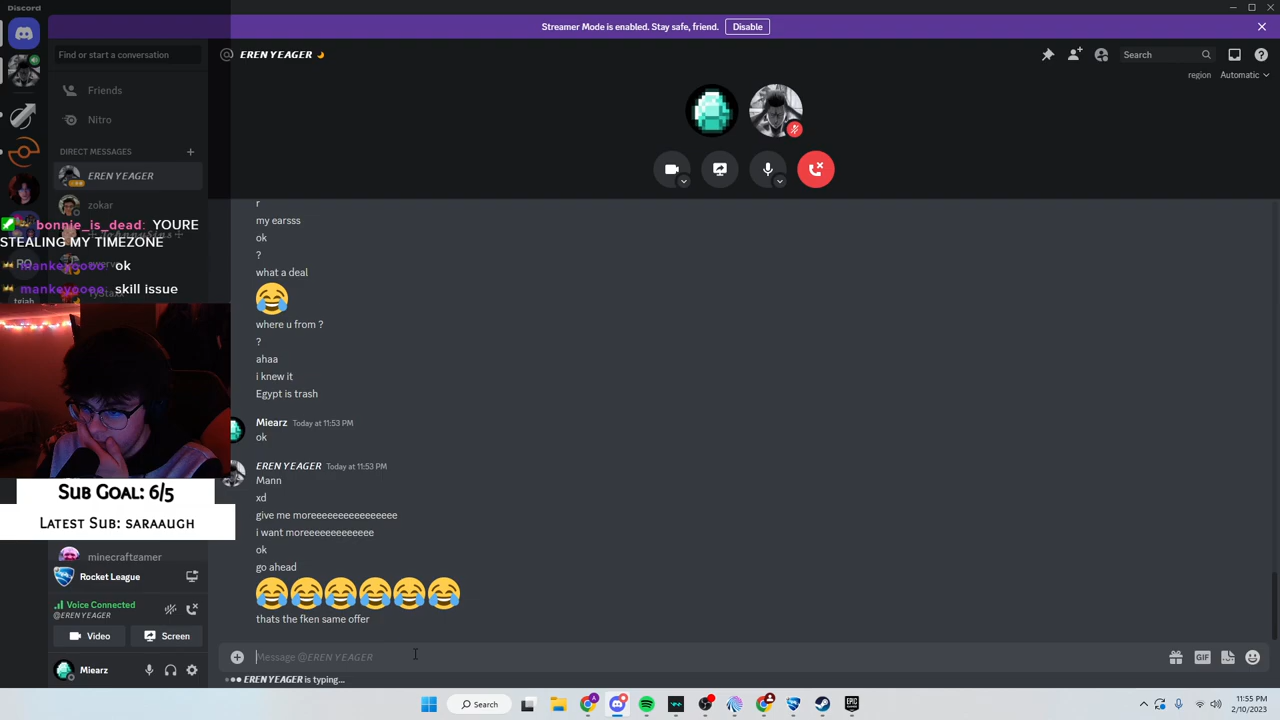 Discord
Streamer Mode is enabled. Stay safe, friend.
Disable
Find or start a conversation
EREN YEAGER
Search
region
Automatic
Friends
Nitro
DIRECT MESSAGES
EREN YEAGER
zokar
bonnie_is_dead: YOURE
STEALING MY TIMEZONE
mankeyoooo: ok
mankeyoooo: skill issue
r
my earsss
ok
?
what a deal
where u from ?
?
ahaa
i knew it
Egypt is trash
Miearz Today at 11:53 PM
ok
EREN YEAGER Today at 11:53 PM
Mann
xd
give me moreeeeeeeeeeeeeeee
i want moreeeeeeeeeeee
ok
go ahead
thats the fken same offer
SUB GOAL: 6/5
LATEST SUB: SARAAUGH
minecraftgamer
Rocket League
Voice Connected
@EREN YEAGER
Video
Screen
Miearz
GIF
Message @EREN YEAGER
EREN YEAGER is typing...
Search
11:55 PM
2/10/2023